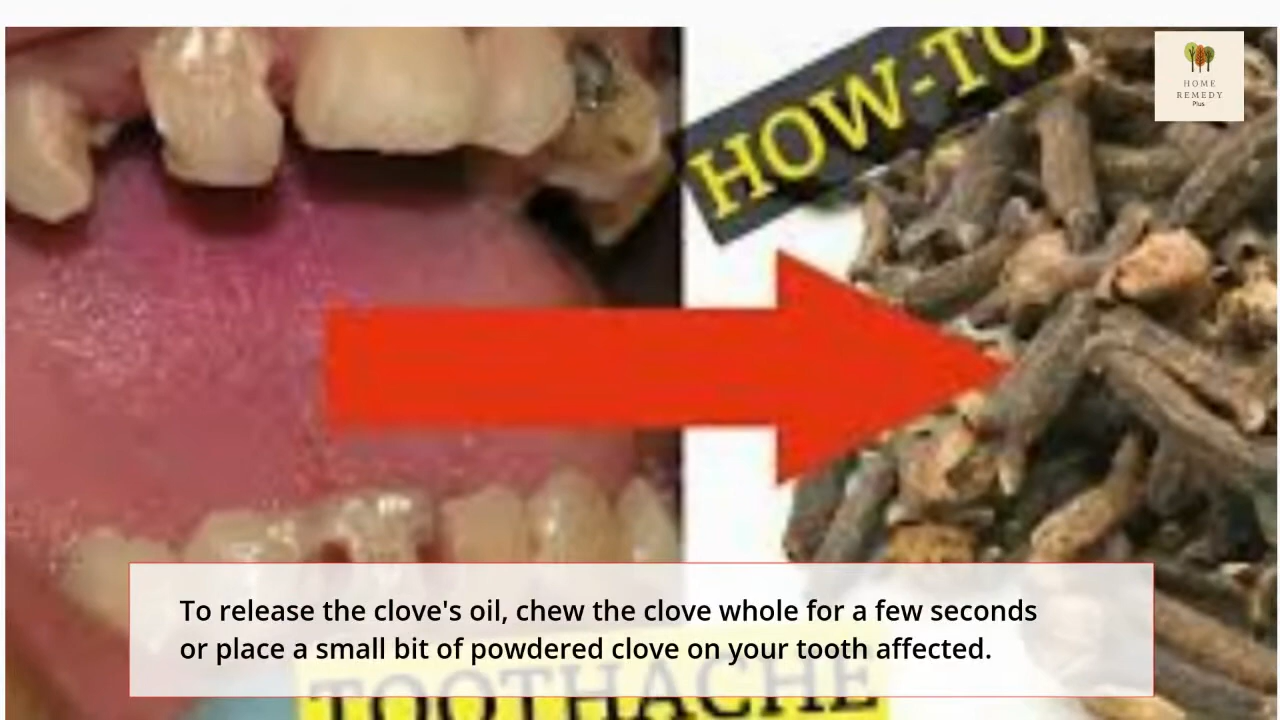 HOW-TO
HOME
REMEDY
Plus
To release the clove's oil, chew the clove whole for a few seconds
or place a small bit of powdered clove on your tooth affected.
TOOTHACHE